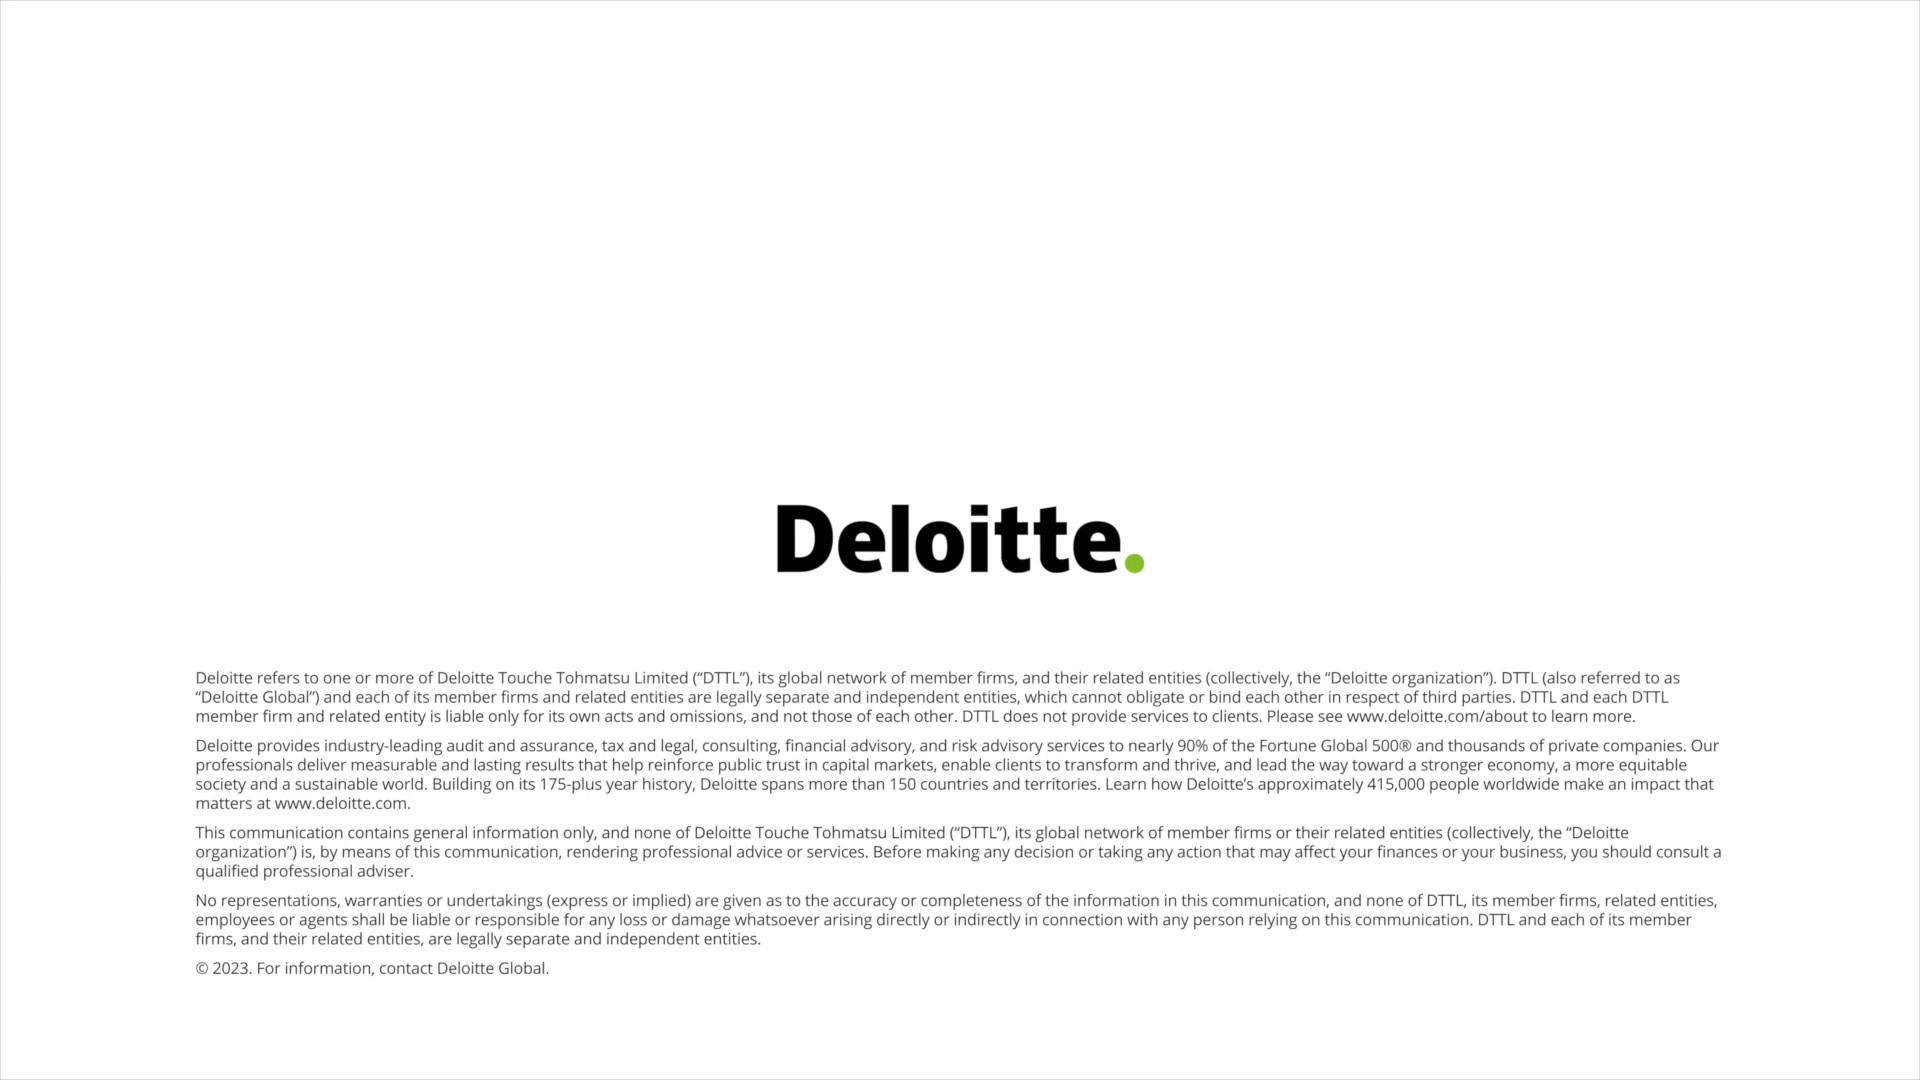 Deloitte.
Deloitte refers to one or more of Deloitte Touche Tohmatsu Limited (“DTTL”), its global network of member firms, and their related entities (collectively, the “Deloitte organization”). DTTL (also referred to as
“Deloitte Global”) and each of its member firms and related entities are legally separate and independent entities, which cannot obligate or bind each other in respect of third parties. DTTL and each DTTL
member firm and related entity is liable only for its own acts and omissions, and not those of each other. DTTL does not provide services to clients. Please see www.deloitte.com/about to learn more.
Deloitte provides industry-leading audit and assurance, tax and legal, consulting, financial advisory, and risk advisory services to nearly 90% of the Fortune Global 500® and thousands of private companies. Our
professionals deliver measurable and lasting results that help reinforce public trust in capital markets, enable clients to transform and thrive, and lead the way toward a stronger economy, a more equitable
society and a sustainable world. Building on its 175-plus year history, Deloitte spans more than 150 countries and territories. Learn how Deloitte’s approximately 415,000 people worldwide make an impact that
matters at www.deloitte.com.
This communication contains general information only, and none of Deloitte Touche Tohmatsu Limited (“DTTL”), its global network of member firms or their related entities (collectively, the “Deloitte
organization”) is, by means of this communication, rendering professional advice or services. Before making any decision or taking any action that may affect your finances or your business, you should consult a
qualified professional adviser.
No representations, warranties or undertakings (express or implied) are given as to the accuracy or completeness of the information in this communication, and none of DTTL, its member firms, related entities,
employees or agents shall be liable or responsible for any loss or damage whatsoever arising directly or indirectly in connection with any person relying on this communication. DTTL and each of its member
firms, and their related entities, are legally separate and independent entities.
© 2023. For information, contact Deloitte Global.